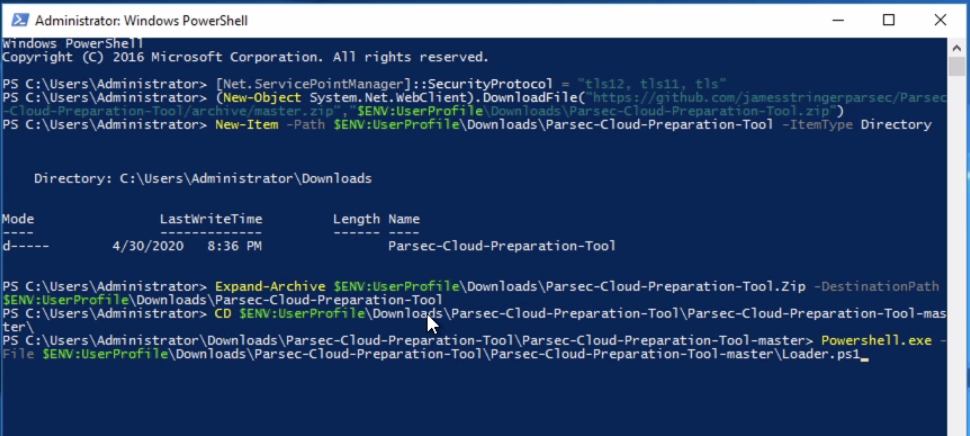 Administrator: Windows PowerShell
Windows PowerShell
Copyright (C) 2016 Microsoft Corporation. All rights reserved.
PS C:\Users\Administrator> [Net.ServicePointManager]::SecurityProtocol = "tls12, tls11, tls"
PS C:\Users\Administrator> (New-Object System.Net.WebClient).DownloadFile("https://github.com/jamesstringerparsec/Parsec
-Cloud-Preparation-Tool/archive/master.zip","$ENV:UserProfile\Downloads\Parsec-Cloud-Preparation-Tool.zip")
PS C:\Users\Administrator> New-Item -Path $ENV:UserProfile\Downloads\Parsec-Cloud-Preparation-Tool -ItemType Directory
Directory: C:\Users\Administrator\Downloads
Mode LastWriteTime Length Name
---- ------------- ------ ----
d----- 4/30/2020 8:36 PM Parsec-Cloud-Preparation-Tool
PS C:\Users\Administrator> Expand-Archive $ENV:UserProfile\Downloads\Parsec-Cloud-Preparation-Tool.Zip -DestinationPath
$ENV:UserProfile\Downloads\Parsec-Cloud-Preparation-Tool
PS C:\Users\Administrator> CD $ENV:UserProfile\Downloads\Parsec-Cloud-Preparation-Tool\Parsec-Cloud-Preparation-Tool-mas
ter\
PS C:\Users\Administrator\Downloads\Parsec-Cloud-Preparation-Tool\Parsec-Cloud-Preparation-Tool-master> Powershell.exe -
File $ENV:UserProfile\Downloads\Parsec-Cloud-Preparation-Tool\Parsec-Cloud-Preparation-Tool-master\Loader.ps1_